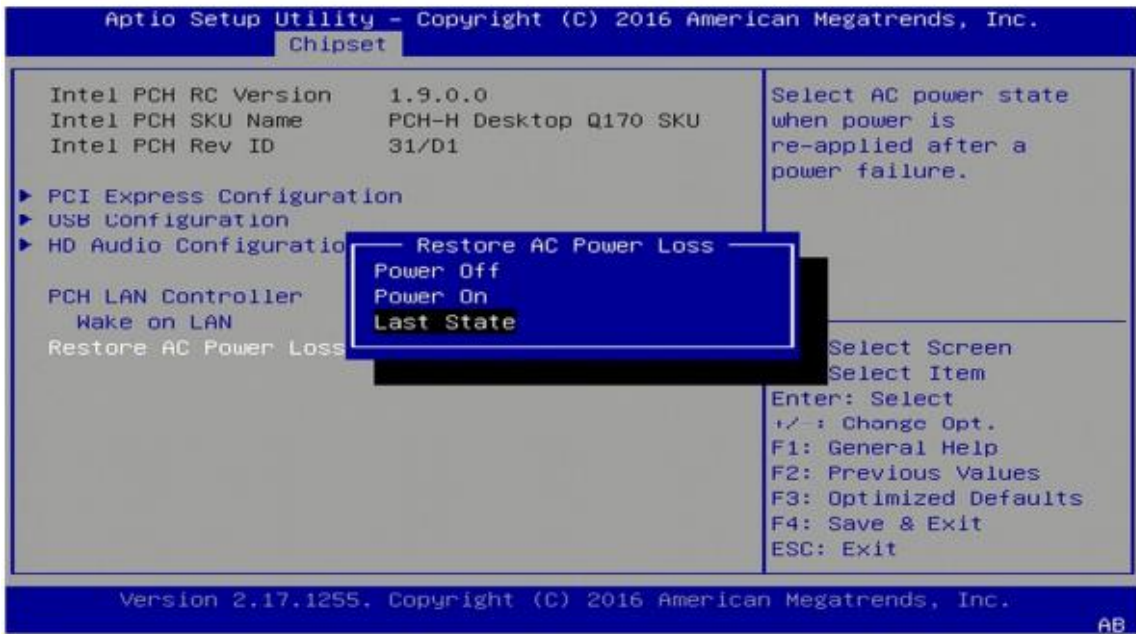 Aptio Setup Utility – Copyright (C) 2016 American Megatrends, Inc.
Chipset
Intel PCH RC Version 1.9.0.0
Intel PCH SKU Name PCH-H Desktop Q170 SKU
Intel PCH Rev ID 31/D1
PCI Express Configuration
USB Configuration
HD Audio Configuratio
PCH LAN Controller
Wake on LAN
Restore AC Power Loss
Restore AC Power Loss
Power Off
Power On
Last State
Select AC power state
when power is
re-applied after a
power failure.
Select Screen
Select Item
Enter: Select
+/-: Change Opt.
F1: General Help
F2: Previous Values
F3: Optimized Defaults
F4: Save & Exit
ESC: Exit
Version 2.17.1255. Copyright (C) 2016 American Megatrends, Inc.
AB